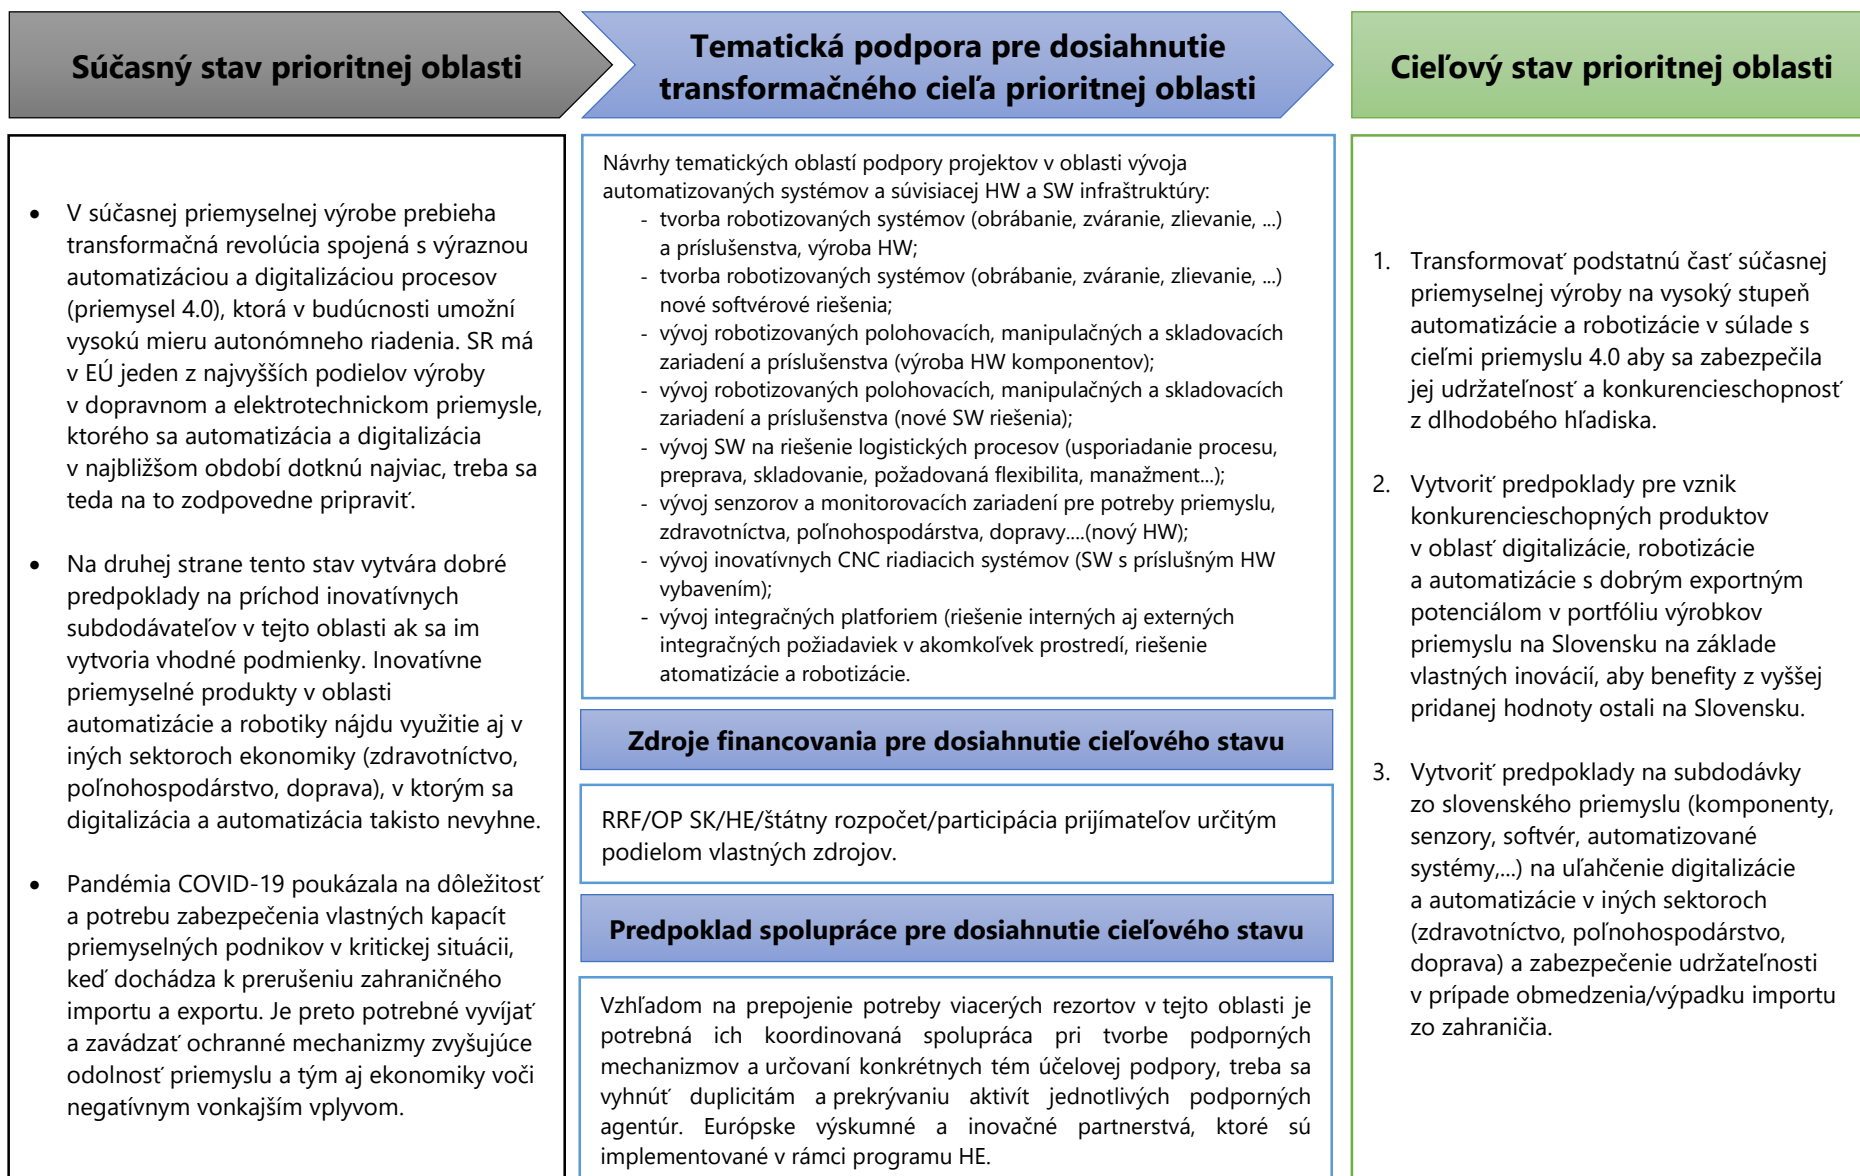 Súčasný stav prioritnej oblasti
Tematická podpora pre dosiahnutie
transformačného cieľa prioritnej oblasti
Cieľový stav prioritnej oblasti
• V súčasnej priemyselnej výrobe prebieha
transformačná revolúcia spojená s výraznou
automatizáciou a digitalizáciou procesov
(priemysel 4.0), ktorá v budúcnosti umožní
vysokú mieru autonómneho riadenia. SR má
v EÚ jeden z najvyšších podielov výroby
v dopravnom a elektrotechnickom priemysle,
ktorého sa automatizácia a digitalizácia
v najbližšom období dotknú najviac, treba sa
teda na to zodpovedne pripraviť.
• Na druhej strane tento stav vytvára dobré
predpoklady na príchod inovatívnych
subdodávateľov v tejto oblasti ak sa im
vytvoria vhodné podmienky. Inovatívne
priemyselné produkty v oblasti
automatizácie a robotiky nájdu využitie aj v
iných sektoroch ekonomiky (zdravotníctvo,
poľnohospodárstvo, doprava), v ktorým sa
digitalizácia a automatizácia takisto nevyhne.
• Pandémia COVID-19 poukázala na dôležitosť
a potrebu zabezpečenia vlastných kapacít
priemyselných podnikov v kritickej situácii,
keď dochádza k prerušeniu zahraničného
importu a exportu. Je preto potrebné vyvíjať
a zavádzať ochranné mechanizmy zvyšujúce
odolnosť priemyslu a tým aj ekonomiky voči
negatívnym vonkajším vplyvom.
Návrhy tematických oblastí podpory projektov v oblasti vývoja
automatizovaných systémov a súvisiacej HW a SW infraštruktúry:
- tvorba robotizovaných systémov (obrábanie, zváranie, zlievanie, ...)
a príslušenstva, výroba HW;
- tvorba robotizovaných systémov (obrábanie, zváranie, zlievanie, ...)
nové softvérové riešenia;
- vývoj robotizovaných polohovacích, manipulačných a skladovacích
zariadení a príslušenstva (výroba HW komponentov);
- vývoj robotizovaných polohovacích, manipulačných a skladovacích
zariadení a príslušenstva (nové SW riešenia);
- vývoj SW na riešenie logistických procesov (usporiadanie procesu,
preprava, skladovanie, požadovaná flexibilita, manažment...);
- vývoj senzorov a monitorovacích zariadení pre potreby priemyslu,
zdravotníctva, poľnohospodárstva, dopravy....(nový HW);
- vývoj inovatívnych CNC riadiacich systémov (SW s príslušným HW
vybavením);
- vývoj integračných platforiem (riešenie interných aj externých
integračných požiadaviek v akomkoľvek prostredí, riešenie
atomatizácie a robotizácie.
Zdroje financovania pre dosiahnutie cieľového stavu
RRF/OP SK/HE/štátny rozpočet/participácia prijímateľov určitým
podielom vlastných zdrojov.
Predpoklad spolupráce pre dosiahnutie cieľového stavu
Vzhľadom na prepojenie potreby viacerých rezortov v tejto oblasti je
potrebná ich koordinovaná spolupráca pri tvorbe podporných
mechanizmov a určovaní konkrétnych tém účelovej podpory, treba sa
vyhnúť duplicitám a prekrývaniu aktivít jednotlivých podporných
agentúr. Európske výskumné a inovačné partnerstvá, ktoré sú
implementované v rámci programu HE.
1. Transformovať podstatnú časť súčasnej
priemyselnej výroby na vysoký stupeň
automatizácie a robotizácie v súlade s
cieľmi priemyslu 4.0 aby sa zabezpečila
jej udržateľnosť a konkurencieschopnosť
z dlhodobého hľadiska.
2. Vytvoriť predpoklady pre vznik
konkurencieschopných produktov
v oblasť digitalizácie, robotizácie
a automatizácie s dobrým exportným
potenciálom v portfóliu výrobkov
priemyslu na Slovensku na základe
vlastných inovácií, aby benefity z vyššej
pridanej hodnoty ostali na Slovensku.
3. Vytvoriť predpoklady na subdodávky
zo slovenského priemyslu (komponenty,
senzory, softvér, automatizované
systémy,...) na uľahčenie digitalizácie
a automatizácie v iných sektoroch
(zdravotníctvo, poľnohospodárstvo,
doprava) a zabezpečenie udržateľnosti
v prípade obmedzenia/výpadku importu
zo zahraničia.